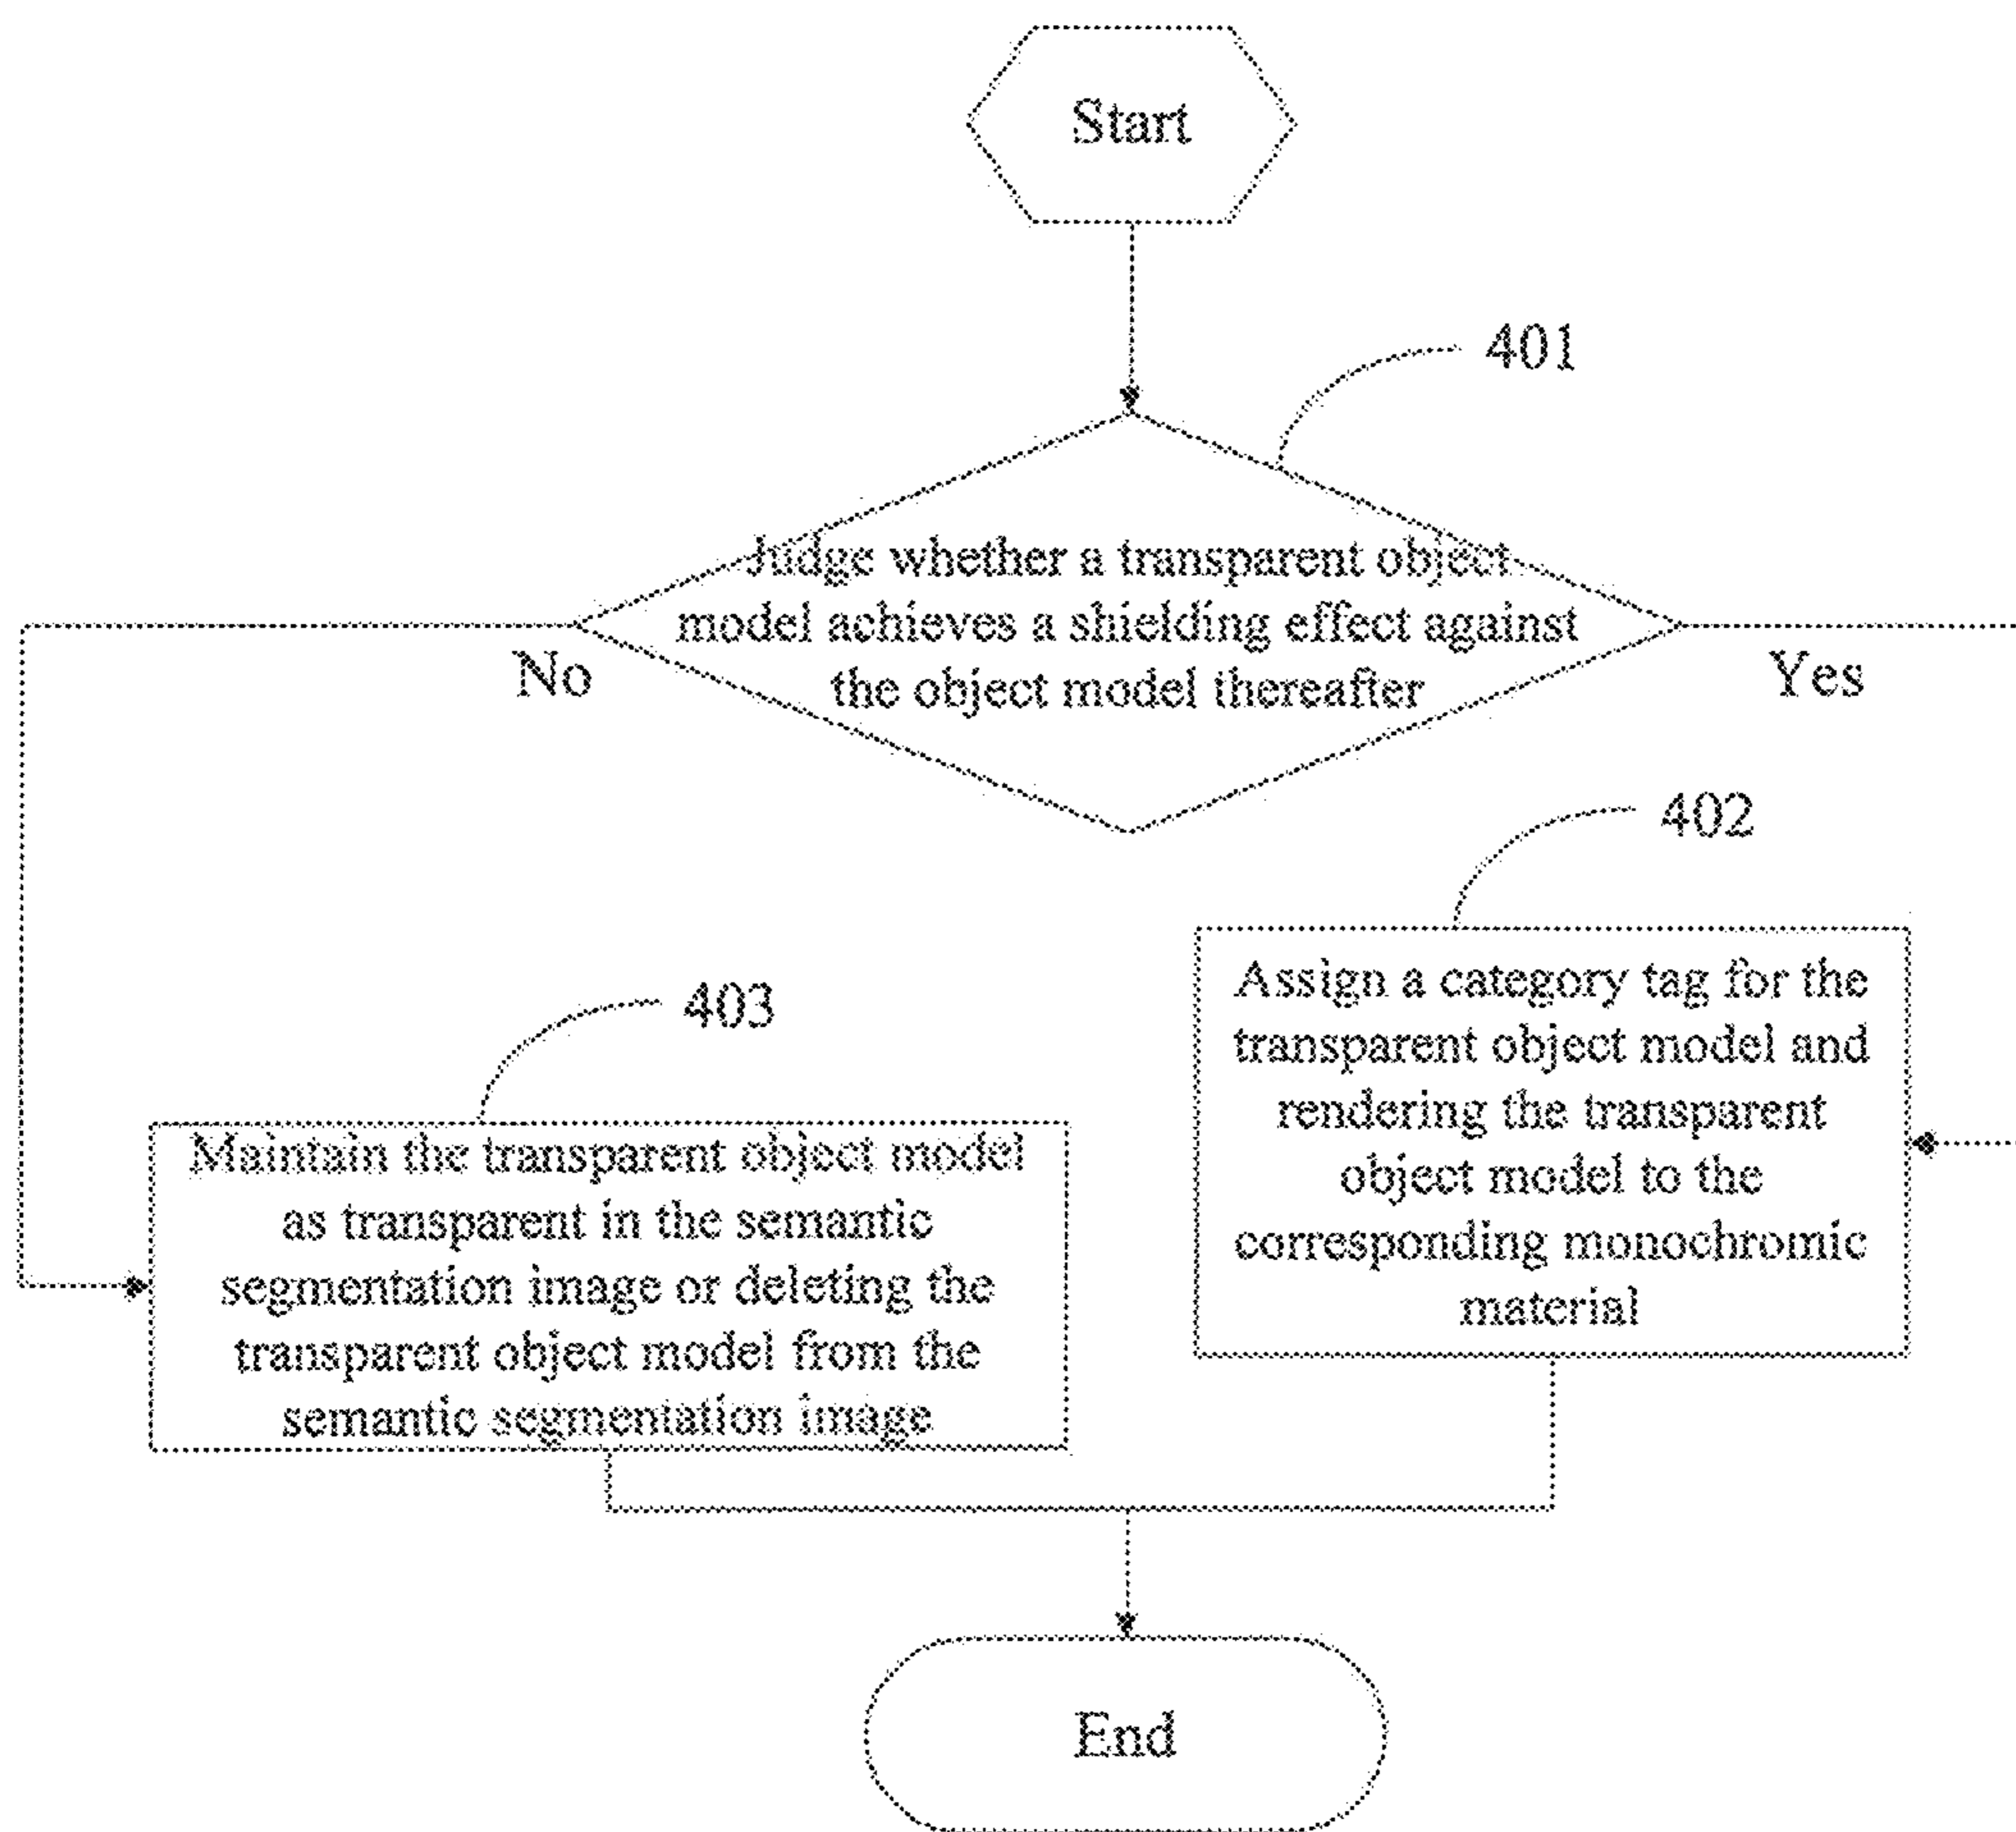 Start
401
Judge whether a transparent object
model achieves a shielding effect against
the object model thereafter
No
Yes
402
Assign a category tag for the
transparent object model and
rendering the transparent
object model to the
corresponding monochromic
material
403
Maintain the transparent object model
as transparent in the semantic
segmentation image or deleting the
transparent object model from the
semantic segmentation image
End